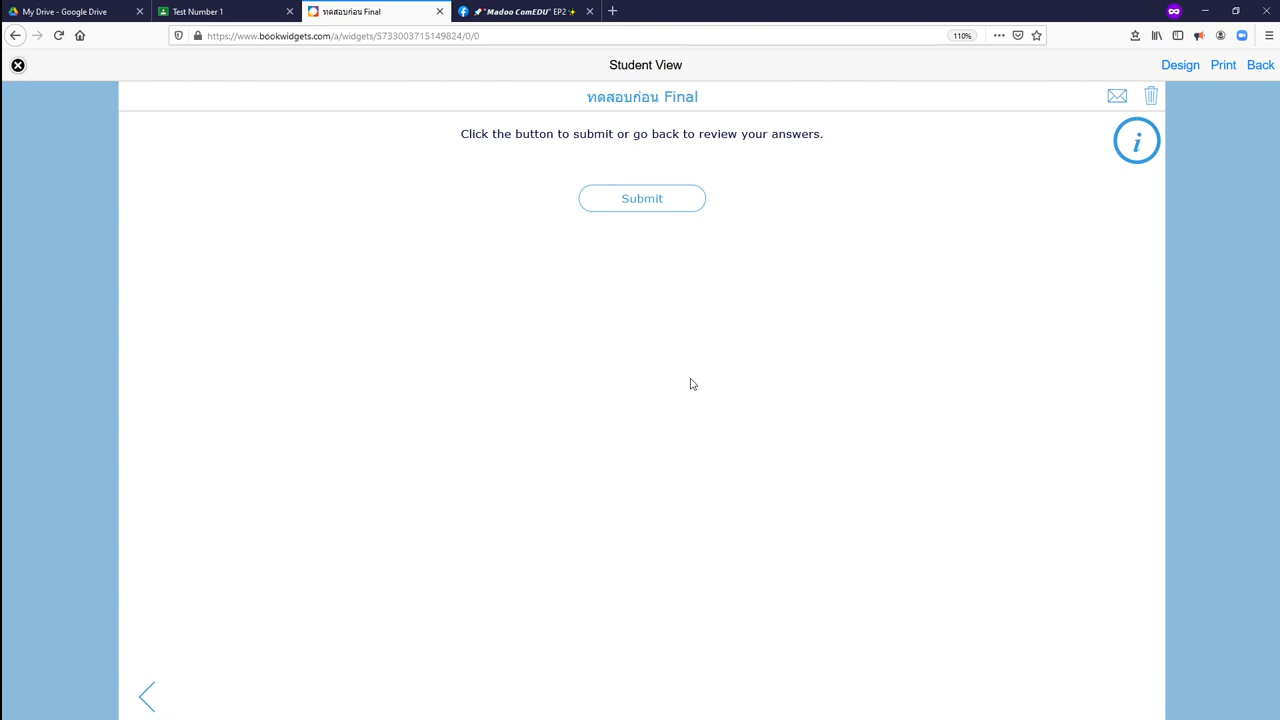 My Drive - Google Drive
Test Number 1
ทดสอบก่อน Final
"Madoo ComEDU" EP2
https://www.bookwidgets.com/a/widgets/5733003715149824/0/0
110%
Student View
Design
Print
Back
ทดสอบก่อน Final
Click the button to submit or go back to review your answers.
i
Submit